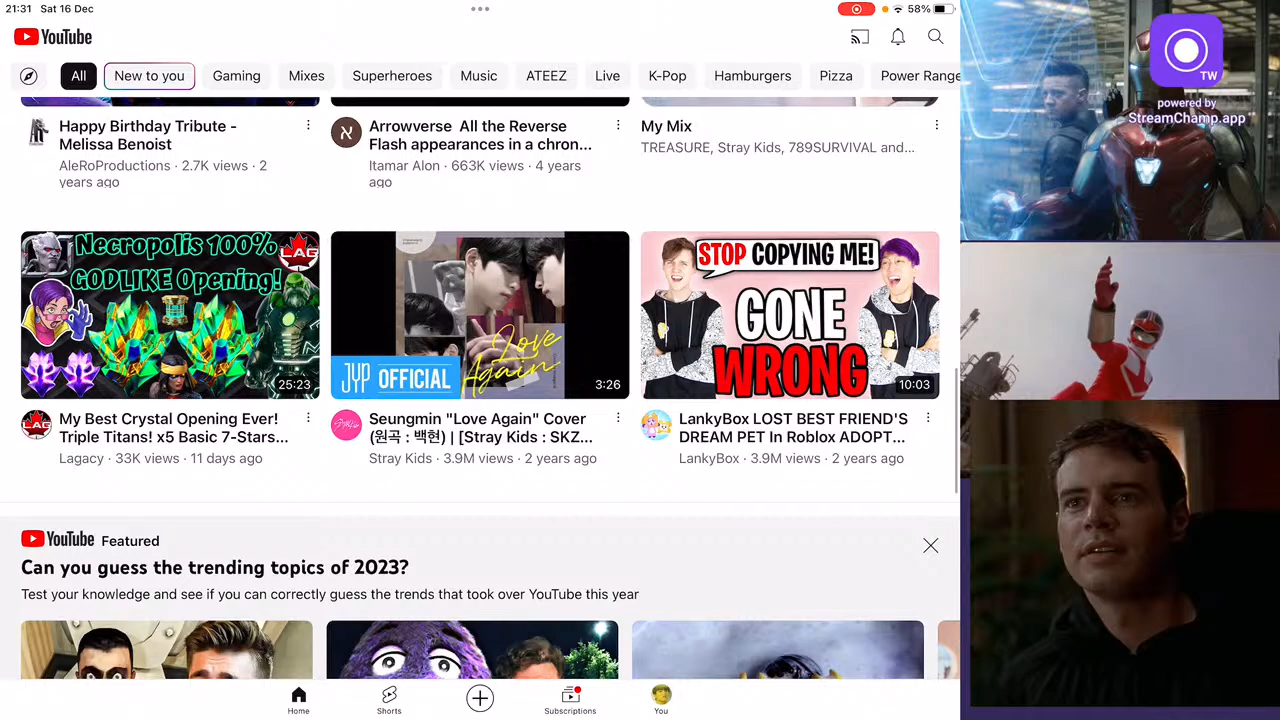 21:31 Sat 16 Dec
58%
YouTube
All New to you Gaming Mixes Superheroes Music ATEEZ Live K-Pop Hamburgers Pizza Power Range
Happy Birthday Tribute -
Melissa Benoist
AleRoProductions · 2.7K views · 2
years ago
Arrowverse All the Reverse
Flash appearances in a chron...
Itamar Alon · 663K views · 4 years
ago
My Mix
TREASURE, Stray Kids, 789SURVIVAL and...
Necropolis 100%
GODLIKE Opening!
LAG
25:23
LAG
My Best Crystal Opening Ever!
Triple Titans! x5 Basic 7-Stars...
Lagacy · 33K views · 11 days ago
Love
Again
JYP OFFICIAL
3:26
Seungmin "Love Again" Cover
(원곡 : 백현) | [Stray Kids : SKZ...
Stray Kids · 3.9M views · 2 years ago
STOP COPYING ME!
GONE
WRONG
10:03
LankyBox LOST BEST FRIEND'S
DREAM PET In Roblox ADOPT...
LankyBox · 3.9M views · 2 years ago
YouTube Featured
Can you guess the trending topics of 2023?
Test your knowledge and see if you can correctly guess the trends that took over YouTube this year
Home
Shorts
Subscriptions
You
TW
powered by
StreamChamp.app